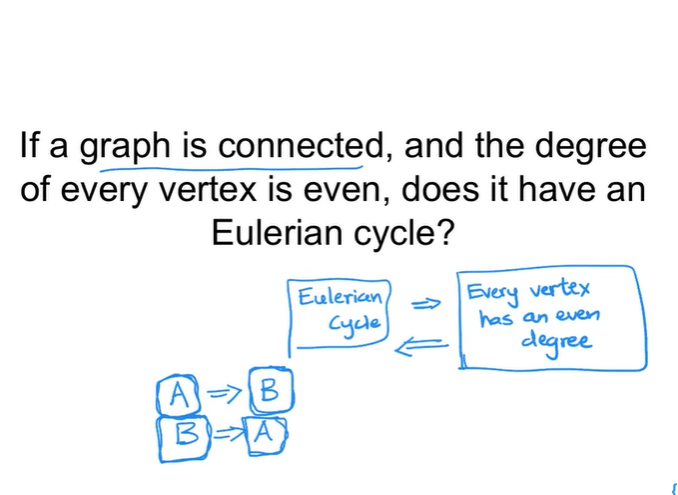 If a graph is connected, and the degree
of every vertex is even, does it have an
Eulerian cycle?
Eulerian Cycle ⇒ Every vertex has an even degree
⇐
A ⇒ B
B ⇒ A